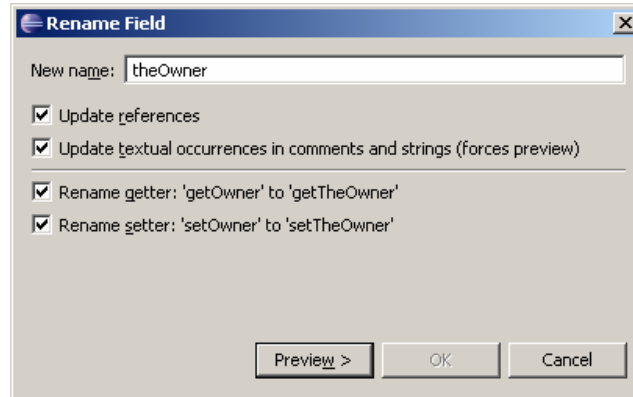 Rename Field
New name: theOwner
Update references
Update textual occurrences in comments and strings (forces preview)
Rename getter: 'getOwner' to 'getTheOwner'
Rename setter: 'setOwner' to 'setTheOwner'
Preview > OK Cancel